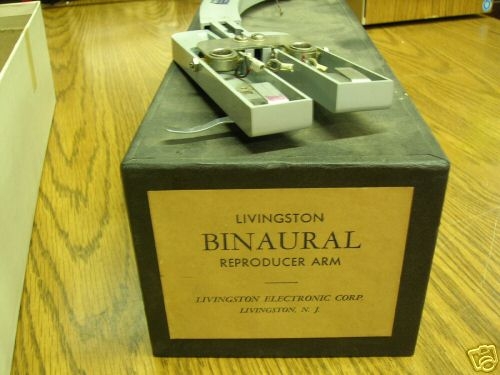 LIVINGSTON
BINAURAL
REPRODUCER ARM
LIVINGSTON ELECTRONIC CORP.
LIVINGSTON, N. J.